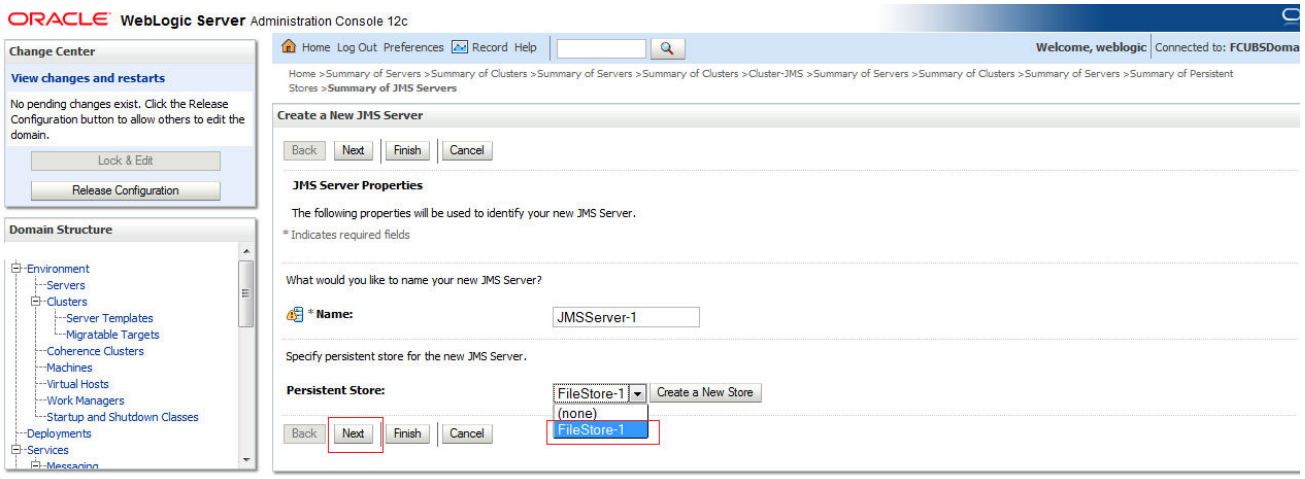 ORACLE WebLogic Server Administration Console 12c
Change Center
View changes and restarts
No pending changes exist. Click the Release
Configuration button to allow others to edit the
domain.
Lock & Edit
Release Configuration
Domain Structure
Environment
Servers
Clusters
Server Templates
Migratable Targets
Coherence Clusters
Machines
Virtual Hosts
Work Managers
Startup and Shutdown Classes
Deployments
Services
Messaging
Home Log Out Preferences Record Help
Welcome, weblogic Connected to: FCUBSDoma
Home >Summary of Servers >Summary of Clusters >Summary of Servers >Summary of Clusters >Cluster-JMS >Summary of Servers >Summary of Clusters >Summary of Servers >Summary of Persistent
Stores >Summary of JMS Servers
Create a New JMS Server
Back Next Finish Cancel
JMS Server Properties
The following properties will be used to identify your new JMS Server.
* Indicates required fields
What would you like to name your new JMS Server?
* Name: JMSServer-1
Specify persistent store for the new JMS Server.
Persistent Store: FileStore-1 Create a New Store
(none)
FileStore-1
Back Next Finish Cancel